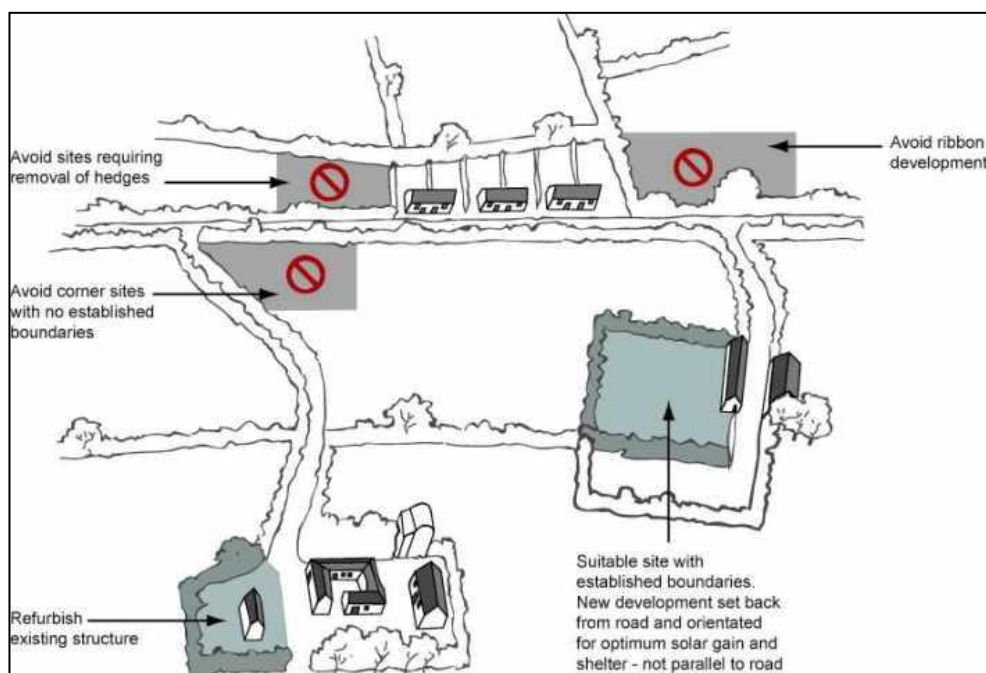 Avoid sites requiring
removal of hedges
Avoid ribbon
development
Avoid corner sites
with no established
boundaries
Refurbish
existing structure
Suitable site with
established boundaries.
New development set back
from road and orientated
for optimum solar gain and
shelter - not parallel to road